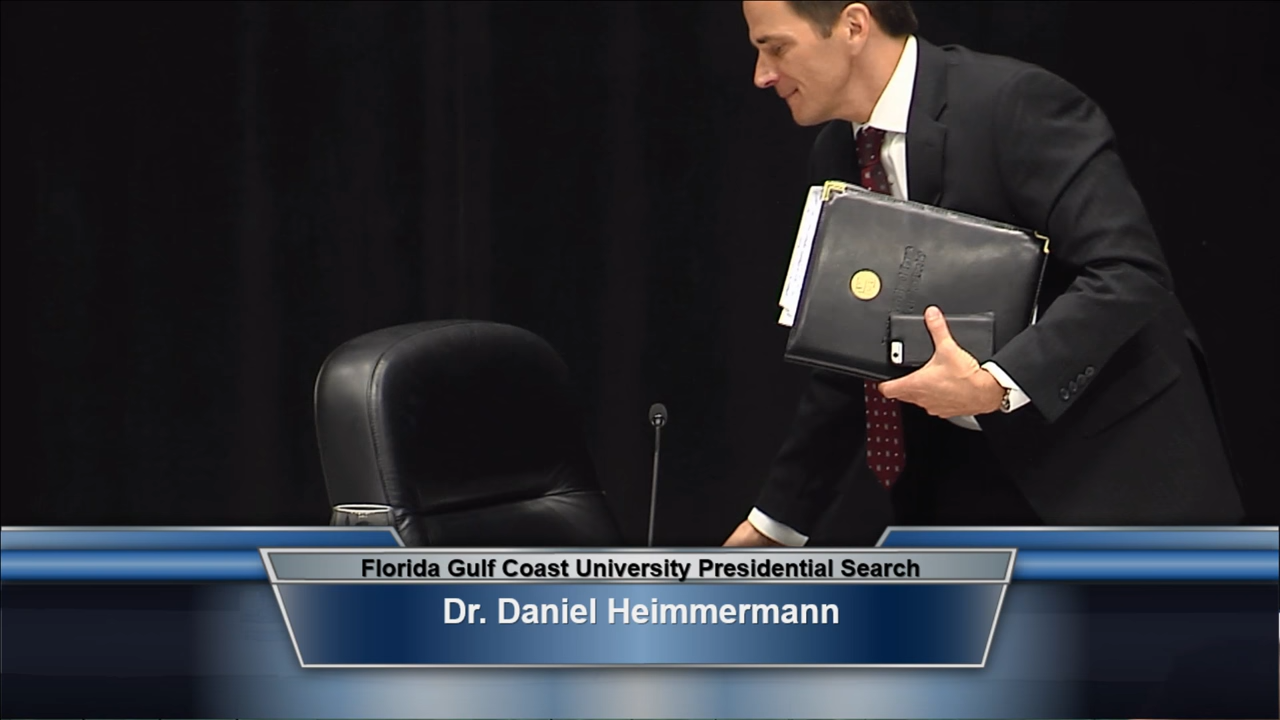 Florida Gulf Coast University Presidential Search
Dr. Daniel Heimmermann